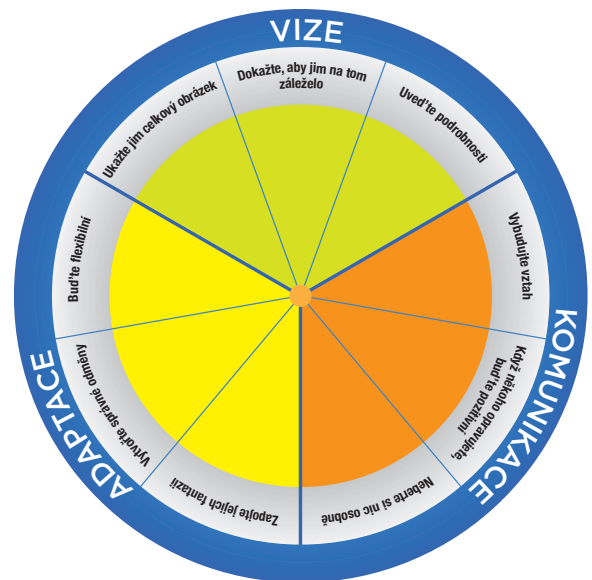 VIZE
Ukažte jim celkový obrázek
Dokažte, aby jim na tom
záleželo
Uveďte podrobnosti
KOMUNIKACE
Vybudujte vztah
Když někoho opravujete,
buďte pozitivní
Neberte si nic osobně
ADAPTACE
Zapojte jejich fantazii
Vytvořte správné odměny
Buďte flexibilní